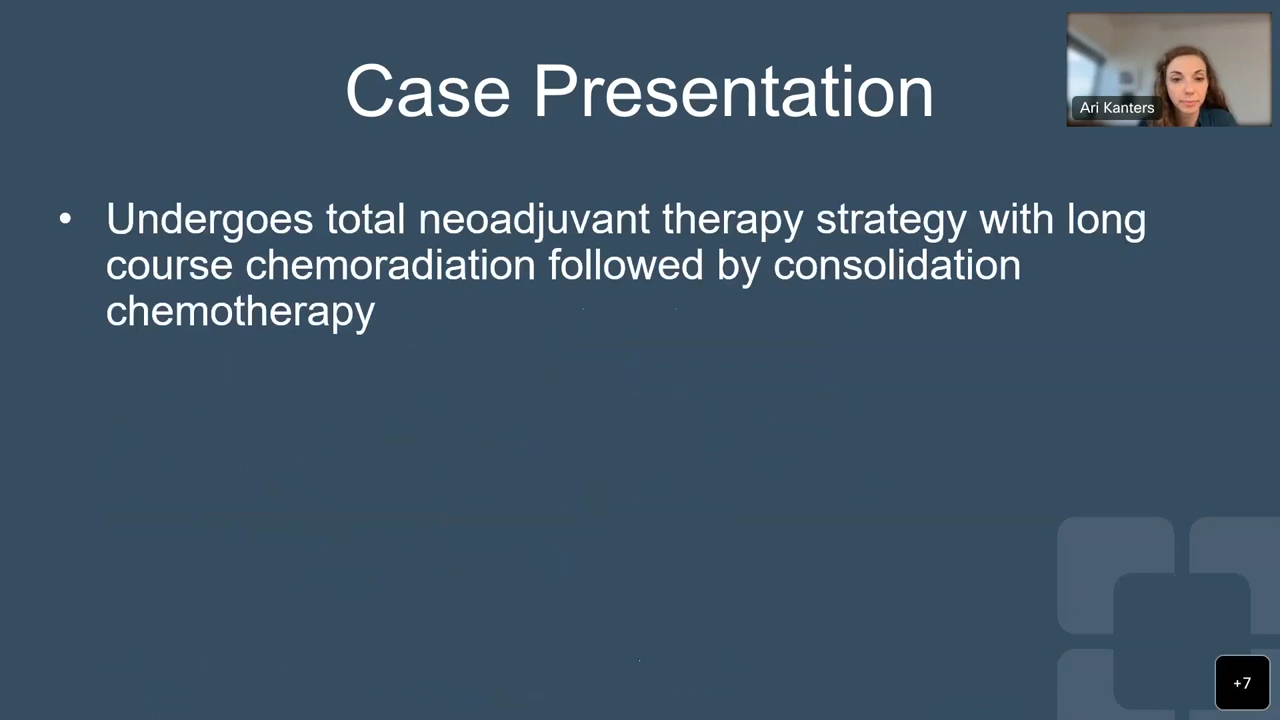 Case Presentation
Ari Kanters
• Undergoes total neoadjuvant therapy strategy with long
course chemoradiation followed by consolidation
chemotherapy
+7